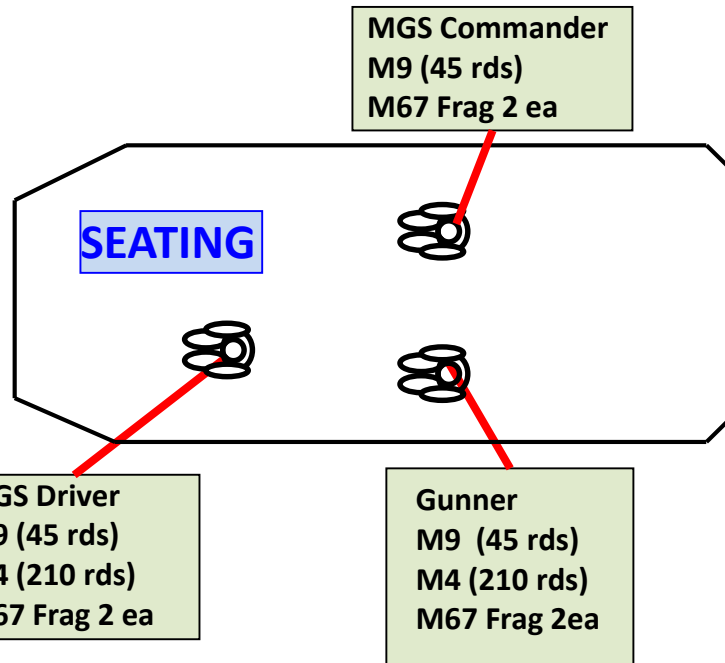 MGS Commander
M9 (45 rds)
M67 Frag 2 ea
SEATING
GS Driver
9 (45 rds)
4 (210 rds)
67 Frag 2 ea
Gunner
M9 (45 rds)
M4 (210 rds)
M67 Frag 2ea